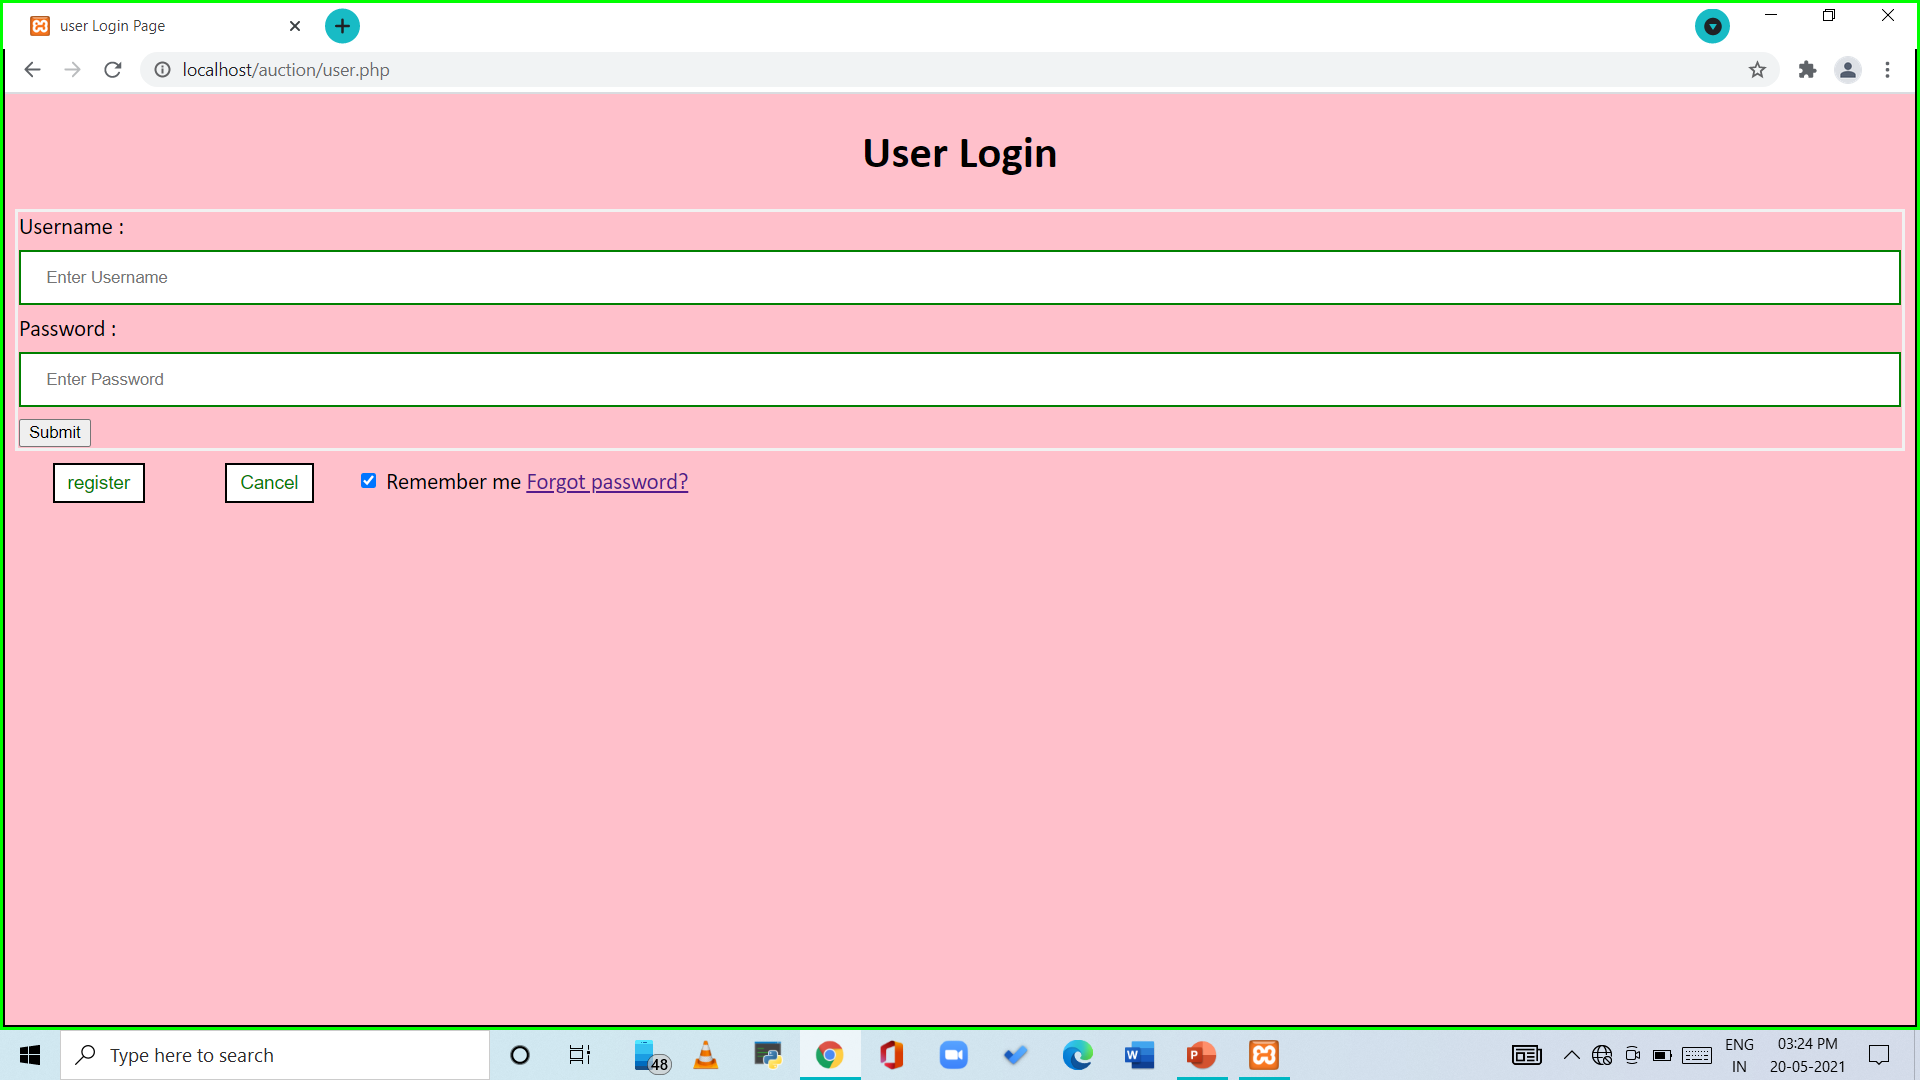 user Login Page
localhost/auction/user.php
User Login
Username :
Enter Username
Password :
Enter Password
Submit
register Cancel Remember me Forgot password?
Type here to search
48
ENG
IN
03:24 PM
20-05-2021